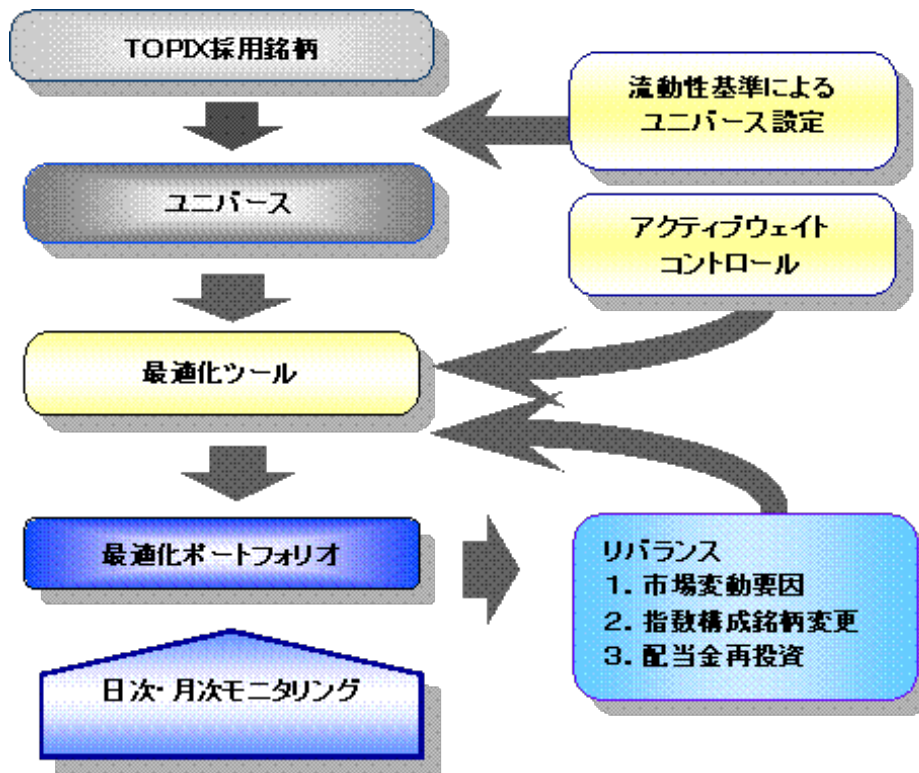 TOPIX採用銘柄
流動性基準による
ユニバース設定
ユニバース
アクティブウェイト
コントロール
最適化ツール
最適化ポートフォリオ
リバランス
1. 市場変動要因
2. 指数構成銘柄変更
3. 配当金再投資
日次・月次モニタリング